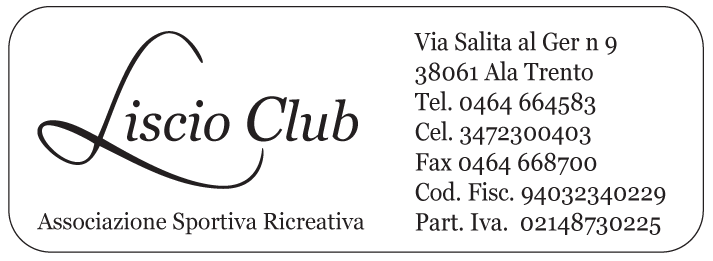 Liscio Club
Associazione Sportiva Ricreativa
Via Salita al Ger n 9
38061 Ala Trento
Tel. 0464 664583
Cel. 3472300403
Fax 0464 668700
Cod. Fisc. 94032340229
Part. Iva.  02148730225